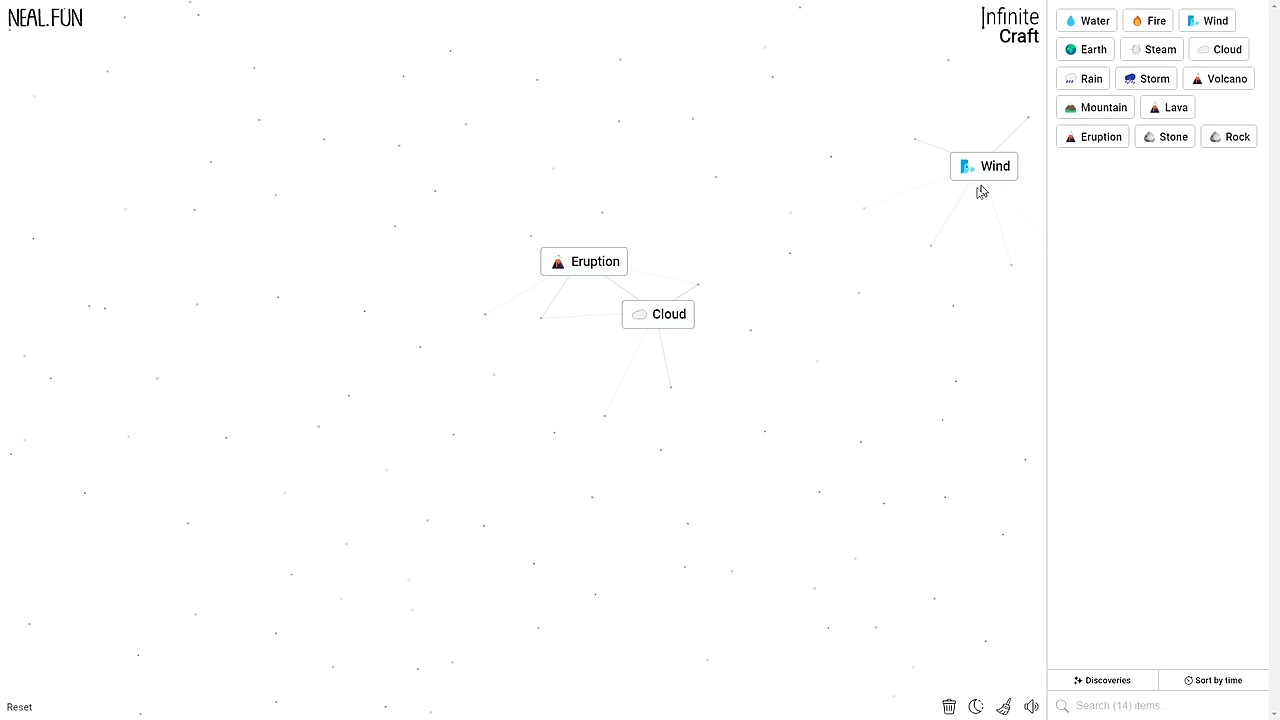 NEAL.FUN
Infinite
Craft
Water
Fire
Wind
Earth
Steam
Cloud
Rain
Storm
Volcano
Mountain
Lava
Eruption
Stone
Rock
Wind
Eruption
Cloud
Discoveries
Sort by time
Search (14) items...
Reset